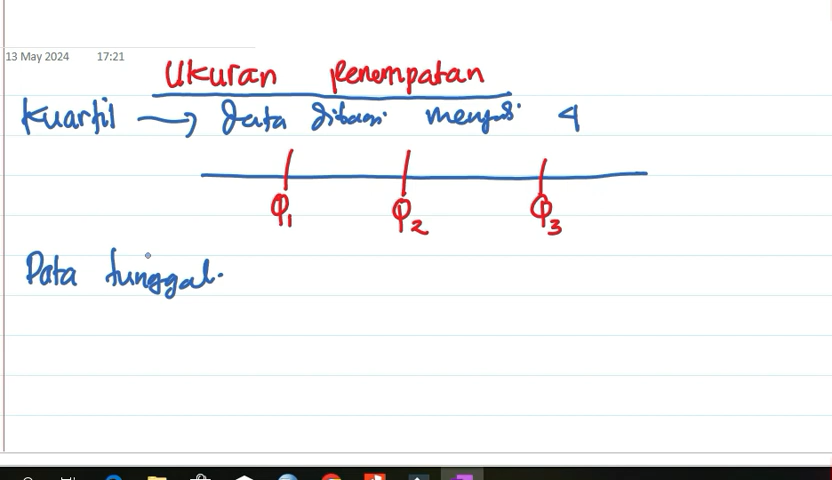 13 May 2024 17:21
Ukuran Penempatan
Kuartil → data dibagi menjadi 4
Q1 Q2 Q3
Data tunggal.